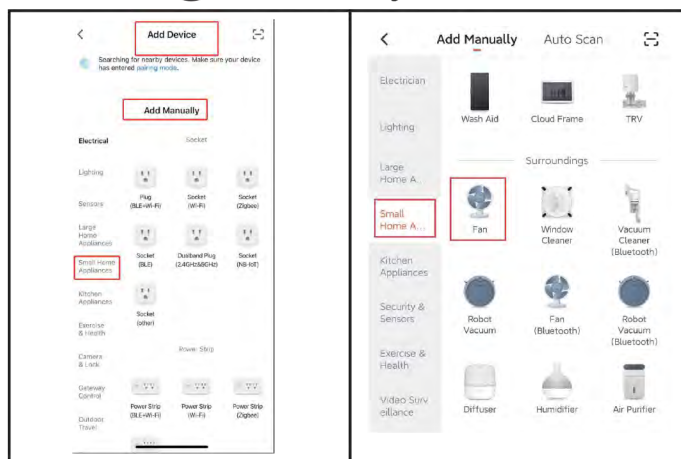 Add Device
Searching for nearby devices. Make sure your device
has entered pairing mode.
Add Manually
Electrical
Socket
Lighting
Sensors
Large
Home
Appliances
Small Home
Appliances
Kitchen
Appliances
Exercise
& Health
Camera
& Lock
Gateway
Control
Outdoor
Travel
Plug
(BLE+Wi-Fi)
Socket
(Wi-Fi)
Socket
(Zigbee)
Socket
(BLE)
Dualband Plug
(2.4GHz&5GHz)
Socket
(NB-IoT)
Socket
(other)
Power Strip
Power Strip
(BLE+Wi-Fi)
Power Strip
(Wi-Fi)
Power Strip
(Zigbee)
Add Manually
Auto Scan
Electrician
Lighting
Large
Home A...
Small
Home A...
Kitchen
Appliances
Security &
Sensors
Exercise &
Health
Video Surv
eillance
Wash Aid
Cloud Frame
TRV
Surroundings
Fan
Window
Cleaner
Vacuum
Cleaner
(Bluetooth)
Robot
Vacuum
Fan
(Bluetooth)
Robot
Vacuum
(Bluetooth)
Diffuser
Humidifier
Air Purifier